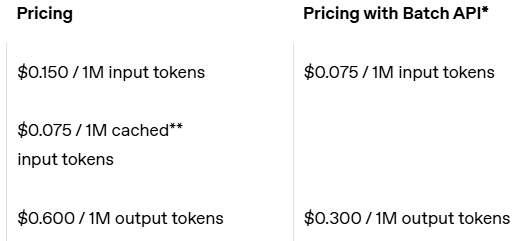 Pricing
Pricing with Batch API*
$0.150 / 1M input tokens
$0.075 / 1M input tokens
$0.075 / 1M cached**
input tokens
$0.600 / 1M output tokens
$0.300 / 1M output tokens